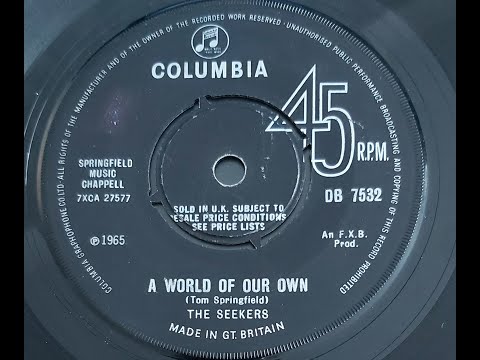 ALL RIGHTS OF THE MANUFACTURER AND OF THE OWNER OF THE RECORDED WORK RESERVED · UNAUTHORISED PUBLIC PERFORMANCE BROADCASTING AND COPYING OF THIS RECORD PROHIBITED
COLUMBIA GRAPHOPHONE CO. LTD.
COLUMBIA
45
R.P.M.
SPRINGFIELD
MUSIC
CHAPPELL
7XCA 27577
DB 7532
SOLD IN U.K. SUBJECT TO
RESALE PRICE CONDITIONS
SEE PRICE LISTS
℗ 1965
An F.X.B.
Prod.
A WORLD OF OUR OWN
(Tom Springfield)
THE SEEKERS
MADE IN GT. BRITAIN